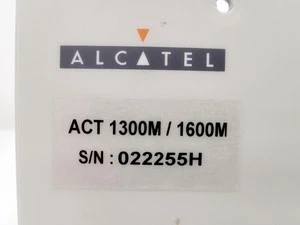 ALCATEL
ACT 1300M / 1600M
S/N : 022255H